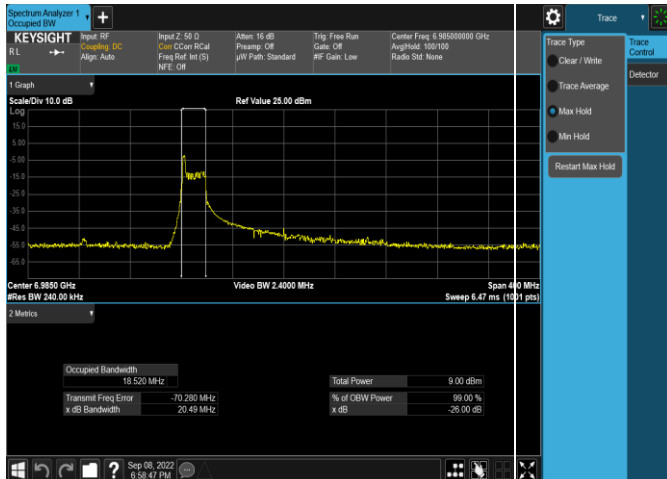 Spectrum Analyzer 1
Occupied BW
KEYSIGHT
RL
Input: RF
Coupling: DC
Align: Auto
Input Z: 50 Ω
Corr CCorr RCal
Freq Ref: Int (S)
NFE: Off
Atten: 16 dB
Preamp: Off
µW Path: Standard
Trig: Free Run
Gate: Off
#IF Gain: Low
Center Freq: 6.985000000 GHz
Avg|Hold: 100/100
Radio Std: None
1 Graph
Scale/Div 10.0 dB
Ref Value 25.00 dBm
Log
15.0
5.00
-5.00
-15.0
-25.0
-35.0
-45.0
-55.0
-65.0
Center 6.9850 GHz
Video BW 2.4000 MHz
Span 400 MHz
#Res BW 240.00 kHz
Sweep 6.47 ms (1001 pts)
2 Metrics
Occupied Bandwidth
18.520 MHz
Total Power 9.00 dBm
Transmit Freq Error -70.280 MHz
% of OBW Power 99.00 %
x dB Bandwidth 20.49 MHz
x dB -26.00 dB
Sep 08, 2022
6:58:47 PM
Trace
Trace Type
Clear / Write
Trace Average
Max Hold
Min Hold
Restart Max Hold
Trace
Control
Detector